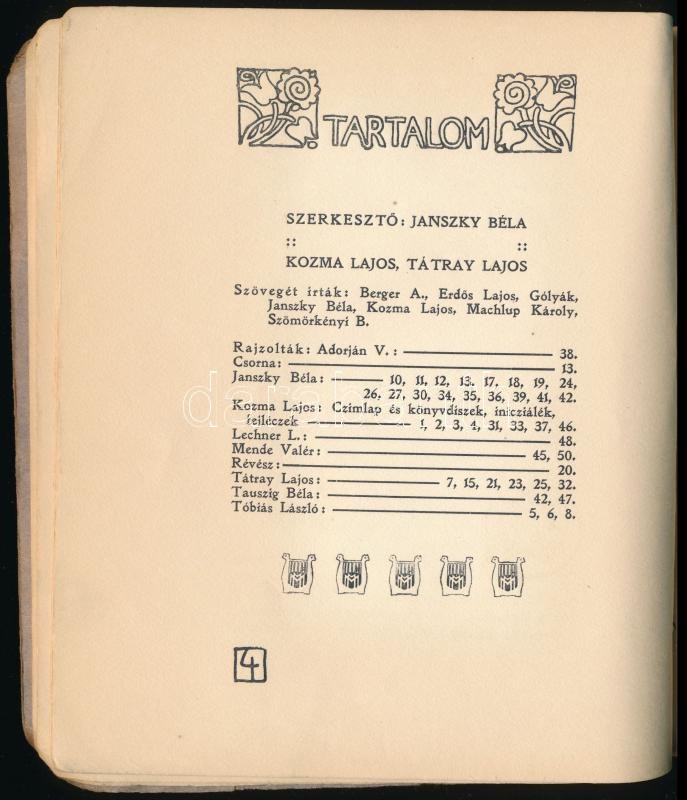 TARTALOM
SZERKESZTŐ: JANSZKY BÉLA
:: ::
KOZMA LAJOS, TÁTRAY LAJOS
Szövegét írták: Berger A., Erdős Lajos, Gólyák,
Janszky Béla, Kozma Lajos, Machlup Károly,
Szömörkényi B.
Rajzolták: Adorján V.: 38.
Csorna: 13.
Janszky Béla: 10, 11, 12, 13. 17, 18, 19, 24,
26, 27, 30, 34, 35, 36, 39, 41, 42.
Kozma Lajos: Czimlap és könyvdiszek, inicziálék,
fejléczek 1, 2, 3, 4, 31, 33, 37, 46.
Lechner L.: 48.
Mende Valér: 45, 50.
Révész: 20.
Tátray Lajos: 7, 15, 21, 23, 25, 32.
Tauszig Béla: 42, 47.
Tóbiás László: 5, 6, 8.
4